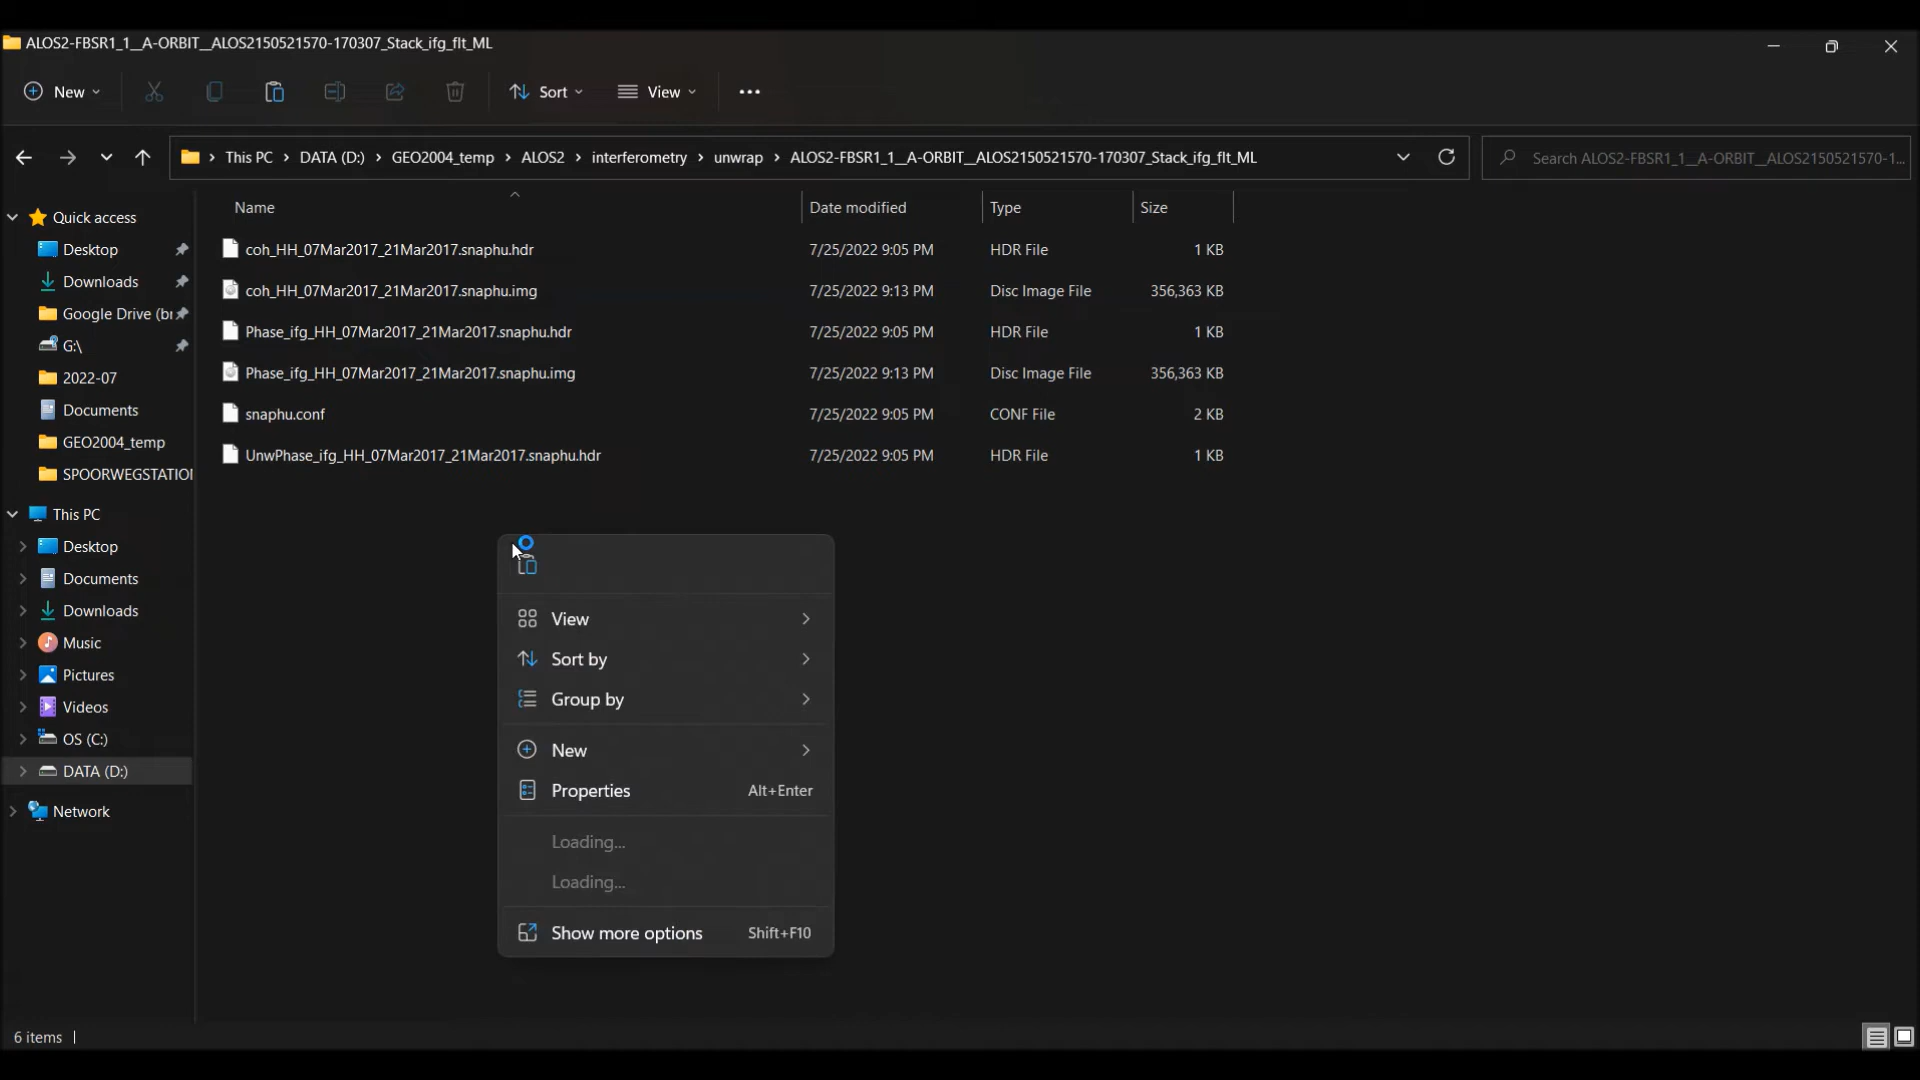 ALOS2-FBSR1_1__A-ORBIT__ALOS2150521570-170307_Stack_ifg_flt_ML
New Sort View
This PC DATA (D:) GEO2004_temp ALOS2 interferometry unwrap ALOS2-FBSR1_1__A-ORBIT__ALOS2150521570-170307_Stack_ifg_flt_ML Search ALOS2-FBSR1_1__A-ORBIT__ALOS2150521570-1...
Name Date modified Type Size
Quick access
Desktop
Downloads
Google Drive (br
G:\
2022-07
Documents
GEO2004_temp
SPOORWEGSTATIO
This PC
Desktop
Documents
Downloads
Music
Pictures
Videos
OS (C:)
DATA (D:)
Network
coh_HH_07Mar2017_21Mar2017.snaphu.hdr 7/25/2022 9:05 PM HDR File 1 KB
coh_HH_07Mar2017_21Mar2017.snaphu.img 7/25/2022 9:13 PM Disc Image File 356,363 KB
Phase_ifg_HH_07Mar2017_21Mar2017.snaphu.hdr 7/25/2022 9:05 PM HDR File 1 KB
Phase_ifg_HH_07Mar2017_21Mar2017.snaphu.img 7/25/2022 9:13 PM Disc Image File 356,363 KB
snaphu.conf 7/25/2022 9:05 PM CONF File 2 KB
UnwPhase_ifg_HH_07Mar2017_21Mar2017.snaphu.hdr 7/25/2022 9:05 PM HDR File 1 KB
View
Sort by
Group by
New
Properties Alt+Enter
Loading...
Loading...
Show more options Shift+F10
6 items